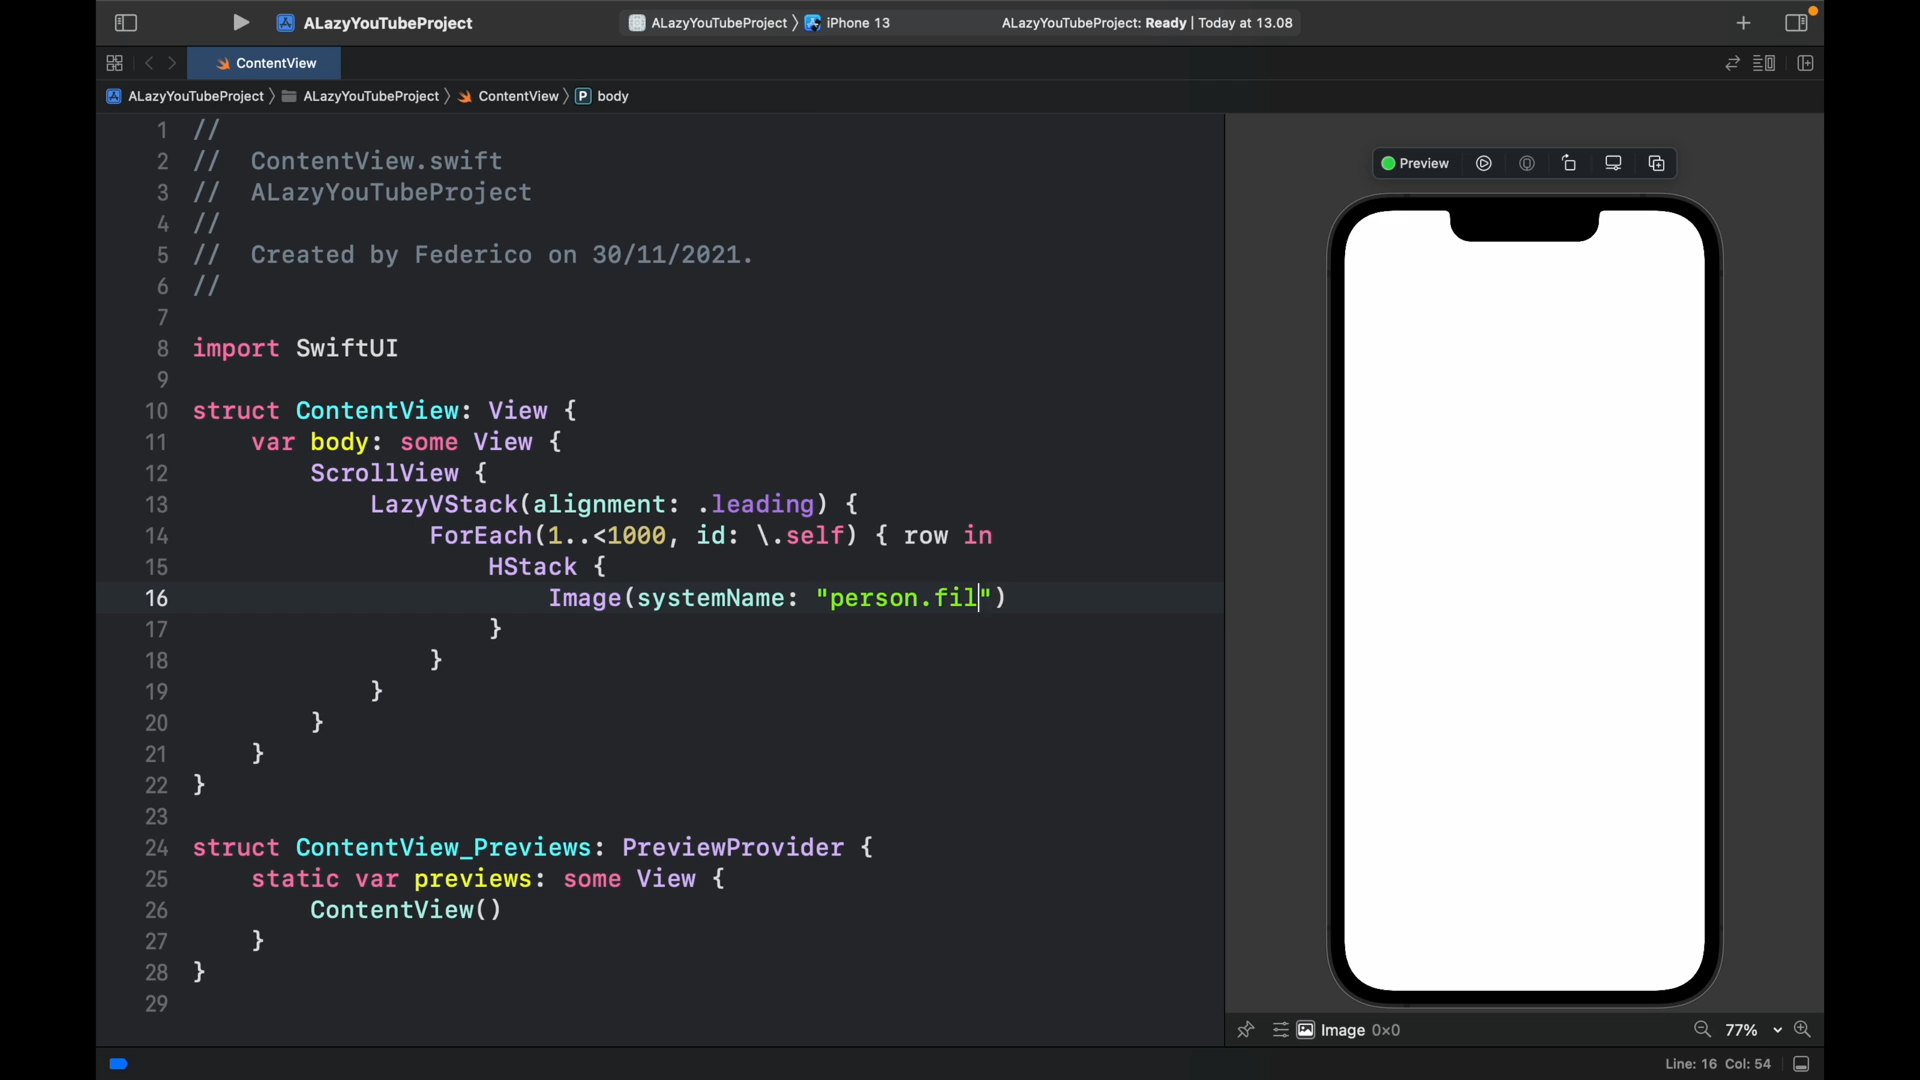 ALazyYouTubeProject
ALazyYouTubeProject 〉 iPhone 13
ALazyYouTubeProject: Ready | Today at 13.08
ContentView
ALazyYouTubeProject 〉 ALazyYouTubeProject 〉 ContentView 〉 P body
1 //
2 //  ContentView.swift
3 //  ALazyYouTubeProject
4 //
5 //  Created by Federico on 30/11/2021.
6 //
7
8 import SwiftUI
9
10 struct ContentView: View {
11     var body: some View {
12         ScrollView {
13             LazyVStack(alignment: .leading) {
14                 ForEach(1..<1000, id: \.self) { row in
15                     HStack {
16                         Image(systemName: "person.fil")
17                     }
18                 }
19             }
20         }
21     }
22 }
23
24 struct ContentView_Previews: PreviewProvider {
25     static var previews: some View {
26         ContentView()
27     }
28 }
29
Preview
Image 0×0
77%
Line: 16 Col: 54